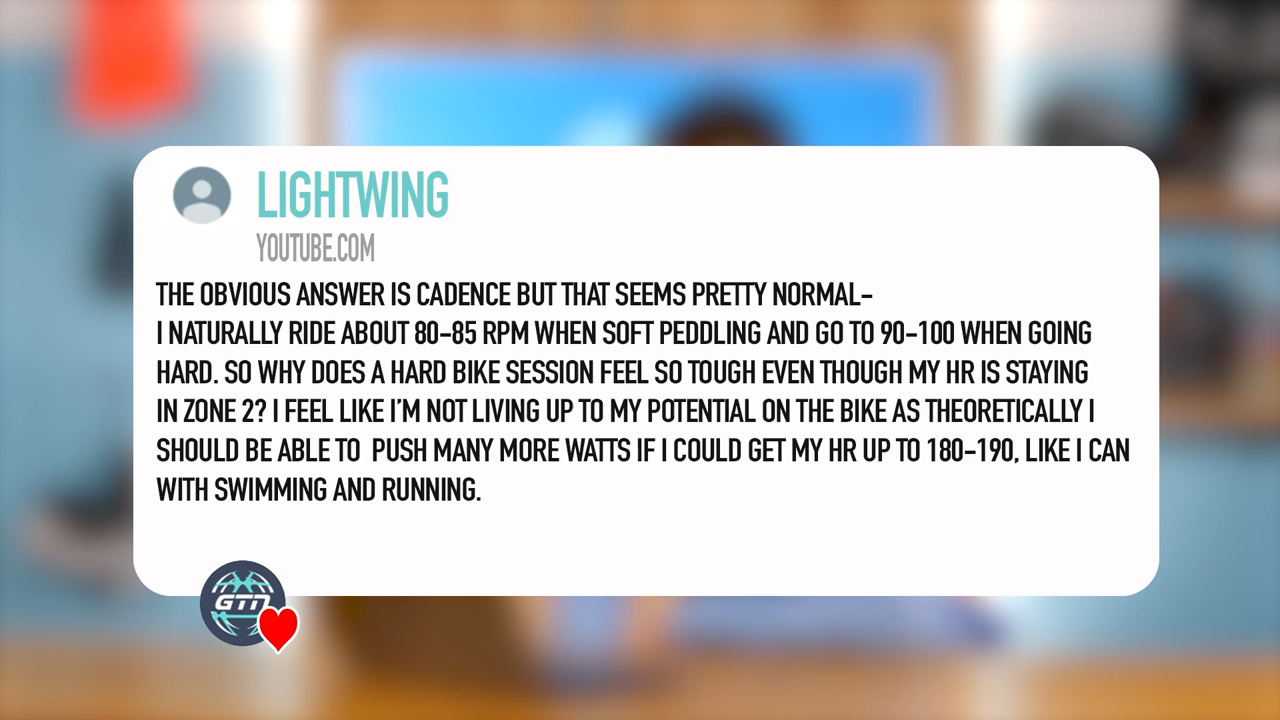 LIGHTWING
YOUTUBE.COM
THE OBVIOUS ANSWER IS CADENCE BUT THAT SEEMS PRETTY NORMAL-
I NATURALLY RIDE ABOUT 80-85 RPM WHEN SOFT PEDDLING AND GO TO 90-100 WHEN GOING
HARD. SO WHY DOES A HARD BIKE SESSION FEEL SO TOUGH EVEN THOUGH MY HR IS STAYING
IN ZONE 2? I FEEL LIKE I'M NOT LIVING UP TO MY POTENTIAL ON THE BIKE AS THEORETICALLY I
SHOULD BE ABLE TO PUSH MANY MORE WATTS IF I COULD GET MY HR UP TO 180-190, LIKE I CAN
WITH SWIMMING AND RUNNING.
GTN